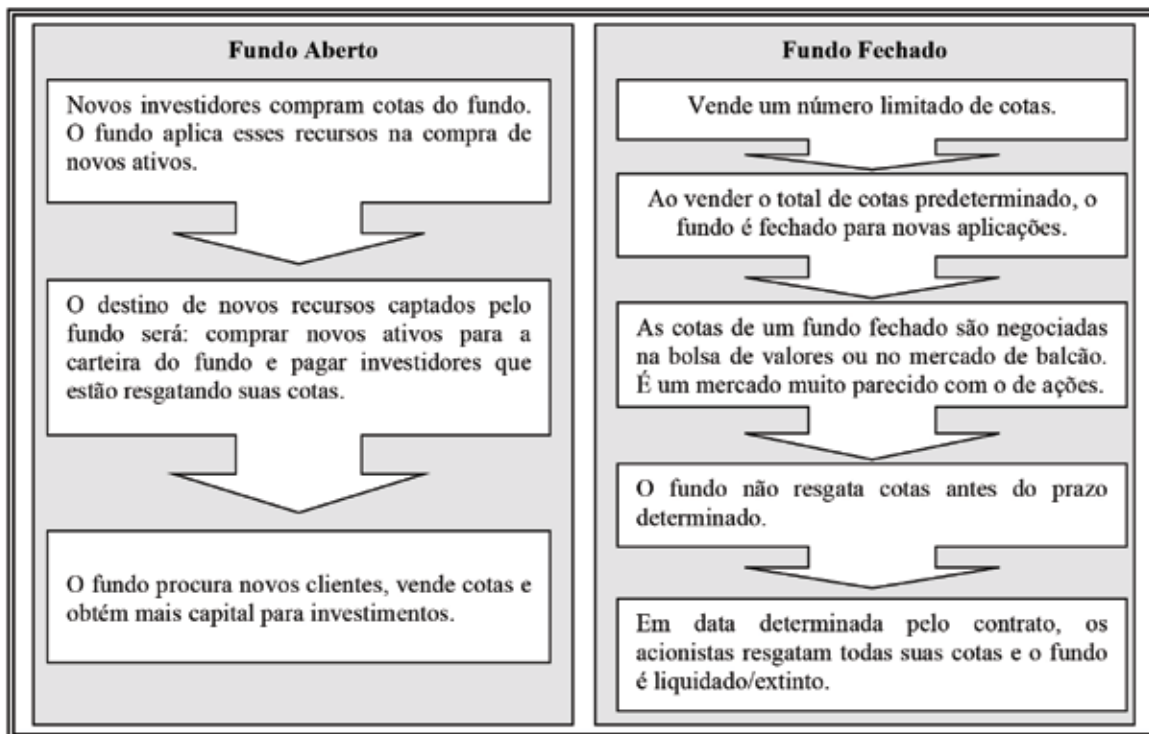 Fundo Aberto
Novos investidores compram cotas do fundo.
O fundo aplica esses recursos na compra de
novos ativos.
O destino de novos recursos captados pelo
fundo será: comprar novos ativos para a
carteira do fundo e pagar investidores que
estão resgatando suas cotas.
O fundo procura novos clientes, vende cotas e
obtém mais capital para investimentos.
Fundo Fechado
Vende um número limitado de cotas.
Ao vender o total de cotas predeterminado, o
fundo é fechado para novas aplicações.
As cotas de um fundo fechado são negociadas
na bolsa de valores ou no mercado de balcão.
É um mercado muito parecido com o de ações.
O fundo não resgata cotas antes do prazo
determinado.
Em data determinada pelo contrato, os
acionistas resgatam todas suas cotas e o fundo
é liquidado/extinto.